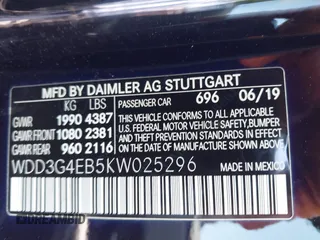 MFD BY DAIMLER AG STUTTGART
KG LBS
PASSENGER CAR 696 06/19
GVWR 1990 4387
GAWR FRONT 1080 2381
GAWR REAR 960 2116
THIS VEHICLE CONFORMS TO ALL APPLICABLE
FEDERAL MOTOR VEHICLE SAFETY, BUMPER,
AND THEFT PREVENTION STANDARDS IN EFFECT
ON THE DATE OF MANUFACTURE SHOWN ABOVE.
WDD3G4EB5KW025296
MADE IN MEXICO